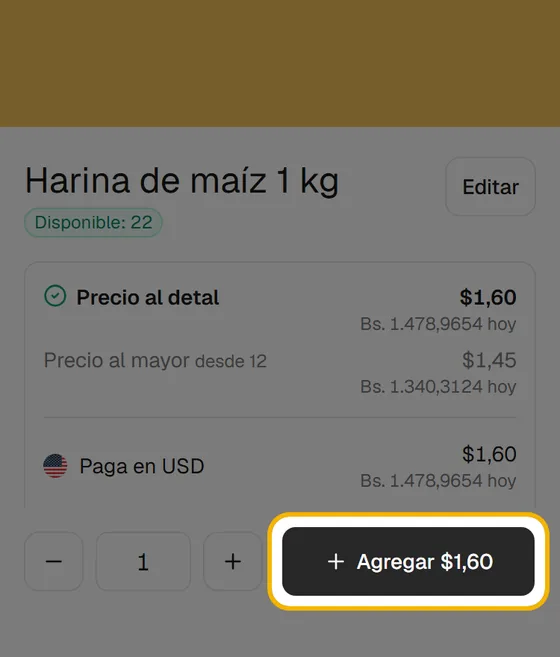 Harina de maíz 1 kg
Editar
Disponible: 22
Precio al detal $1,60
Bs. 1.478,9654 hoy
Precio al mayor desde 12 $1,45
Bs. 1.340,3124 hoy
Paga en USD $1,60
Bs. 1.478,9654 hoy
− 1 + + Agregar $1,60